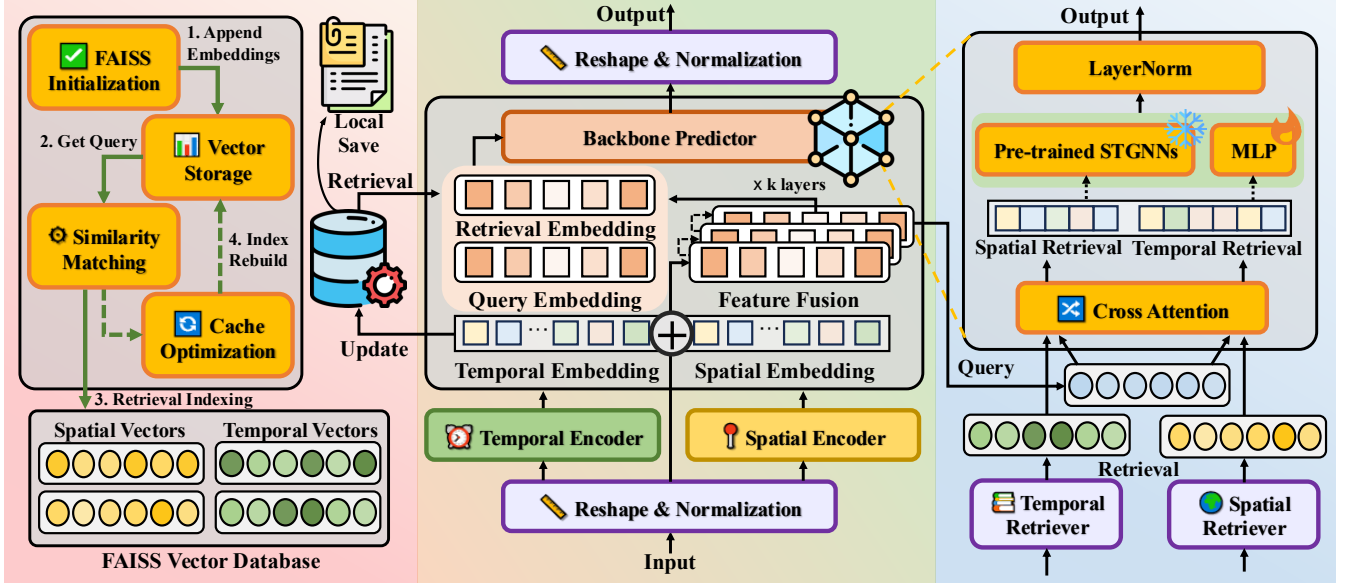 1. Append
Embeddings
FAISS
Initialization
2. Get Query
Vector
Storage
Similarity
Matching
4. Index
Rebuild
Cache
Optimization
3. Retrieval Indexing
Spatial Vectors
Temporal Vectors
FAISS Vector Database
Local
Save
Retrieval
Update
Output
Reshape & Normalization
Backbone Predictor
x k layers
Retrieval Embedding
Query Embedding
Feature Fusion
...
...
Temporal Embedding
Spatial Embedding
Temporal Encoder
Spatial Encoder
Reshape & Normalization
Input
Output
LayerNorm
Pre-trained STGNNs
MLP
Spatial Retrieval
Temporal Retrieval
Cross Attention
Query
Retrieval
Temporal
Retriever
Spatial
Retriever